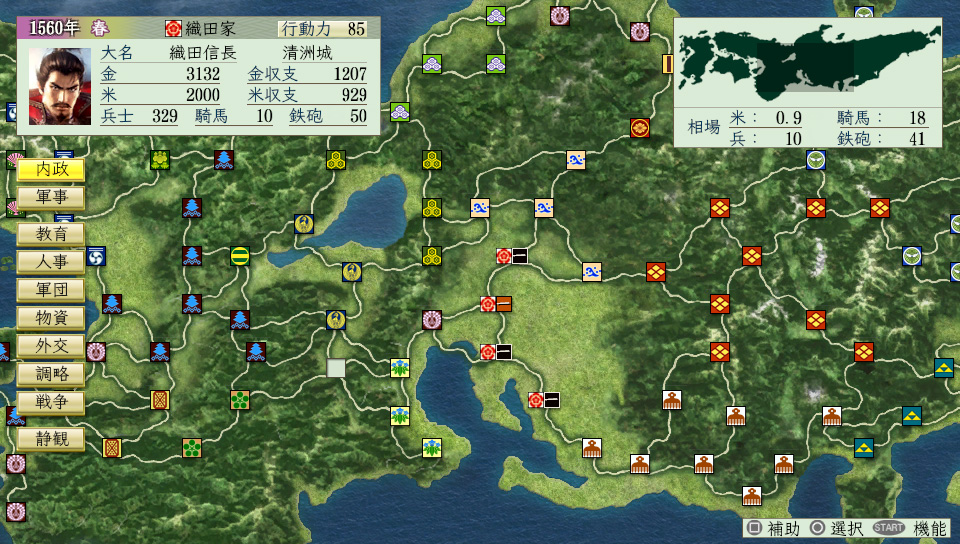 1560年 春 織田家 行動力 85
大名 織田信長 清洲城
金 3132 金収支 1207
米 2000 米収支 929
兵士 329 騎馬 10 鉄砲 50
相場 米： 0.9 騎馬： 18
兵： 10 鉄砲： 41
内政
軍事
教育
人事
軍団
物資
外交
調略
戦争
静観
補助 選択 START 機能